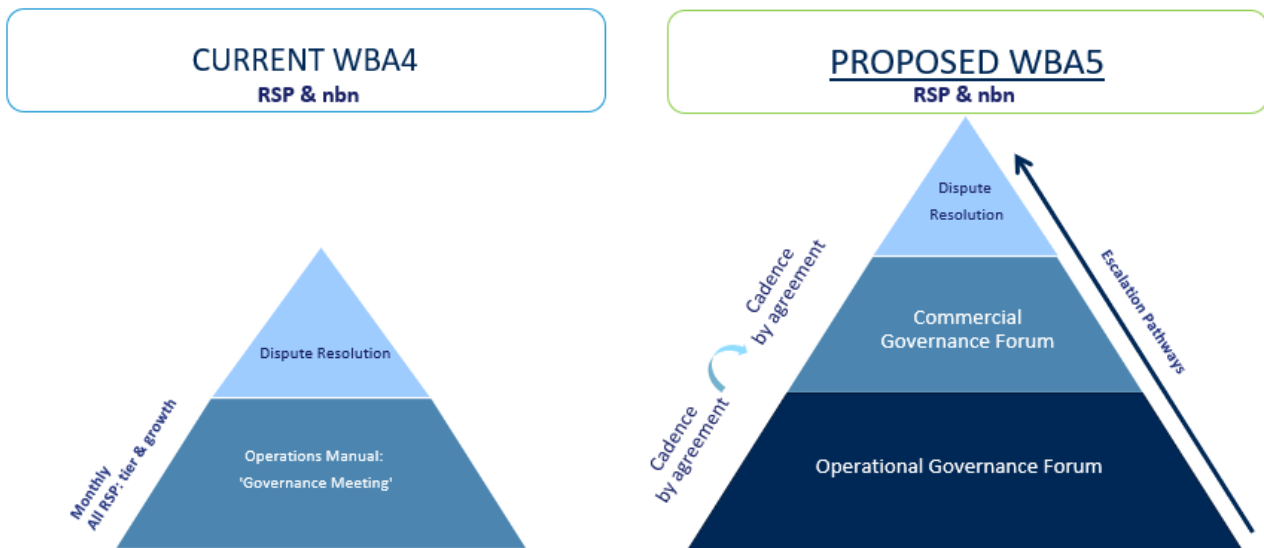 CURRENT WBA4
RSP & nbn
Dispute Resolution
Monthly
All RSP: tier & growth
Operations Manual:
'Governance Meeting'
PROPOSED WBA5
RSP & nbn
Dispute
Resolution
Cadence
by agreement
Commercial
Governance Forum
Escalation Pathways
Cadence
by agreement
Operational Governance Forum